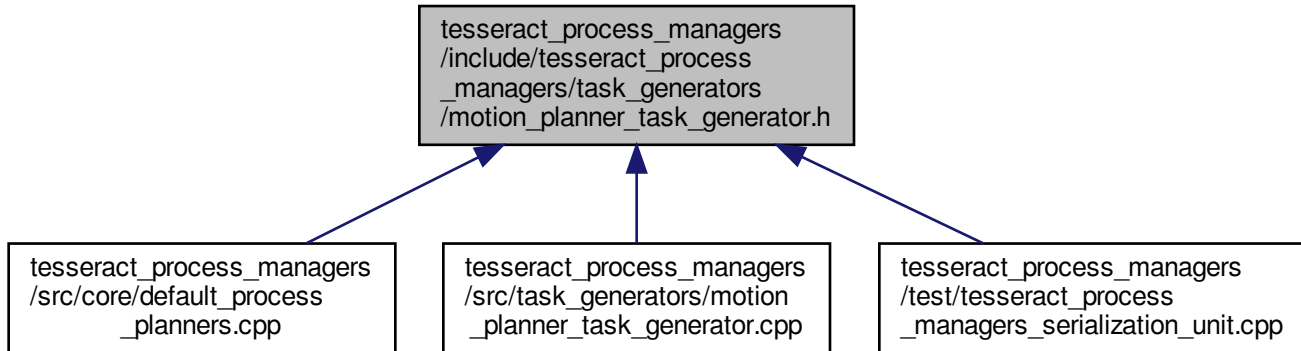 tesseract_process_managers
/include/tesseract_process
_managers/task_generators
/motion_planner_task_generator.h
tesseract_process_managers
/src/core/default_process
_planners.cpp
tesseract_process_managers
/src/task_generators/motion
_planner_task_generator.cpp
tesseract_process_managers
/test/tesseract_process
_managers_serialization_unit.cpp